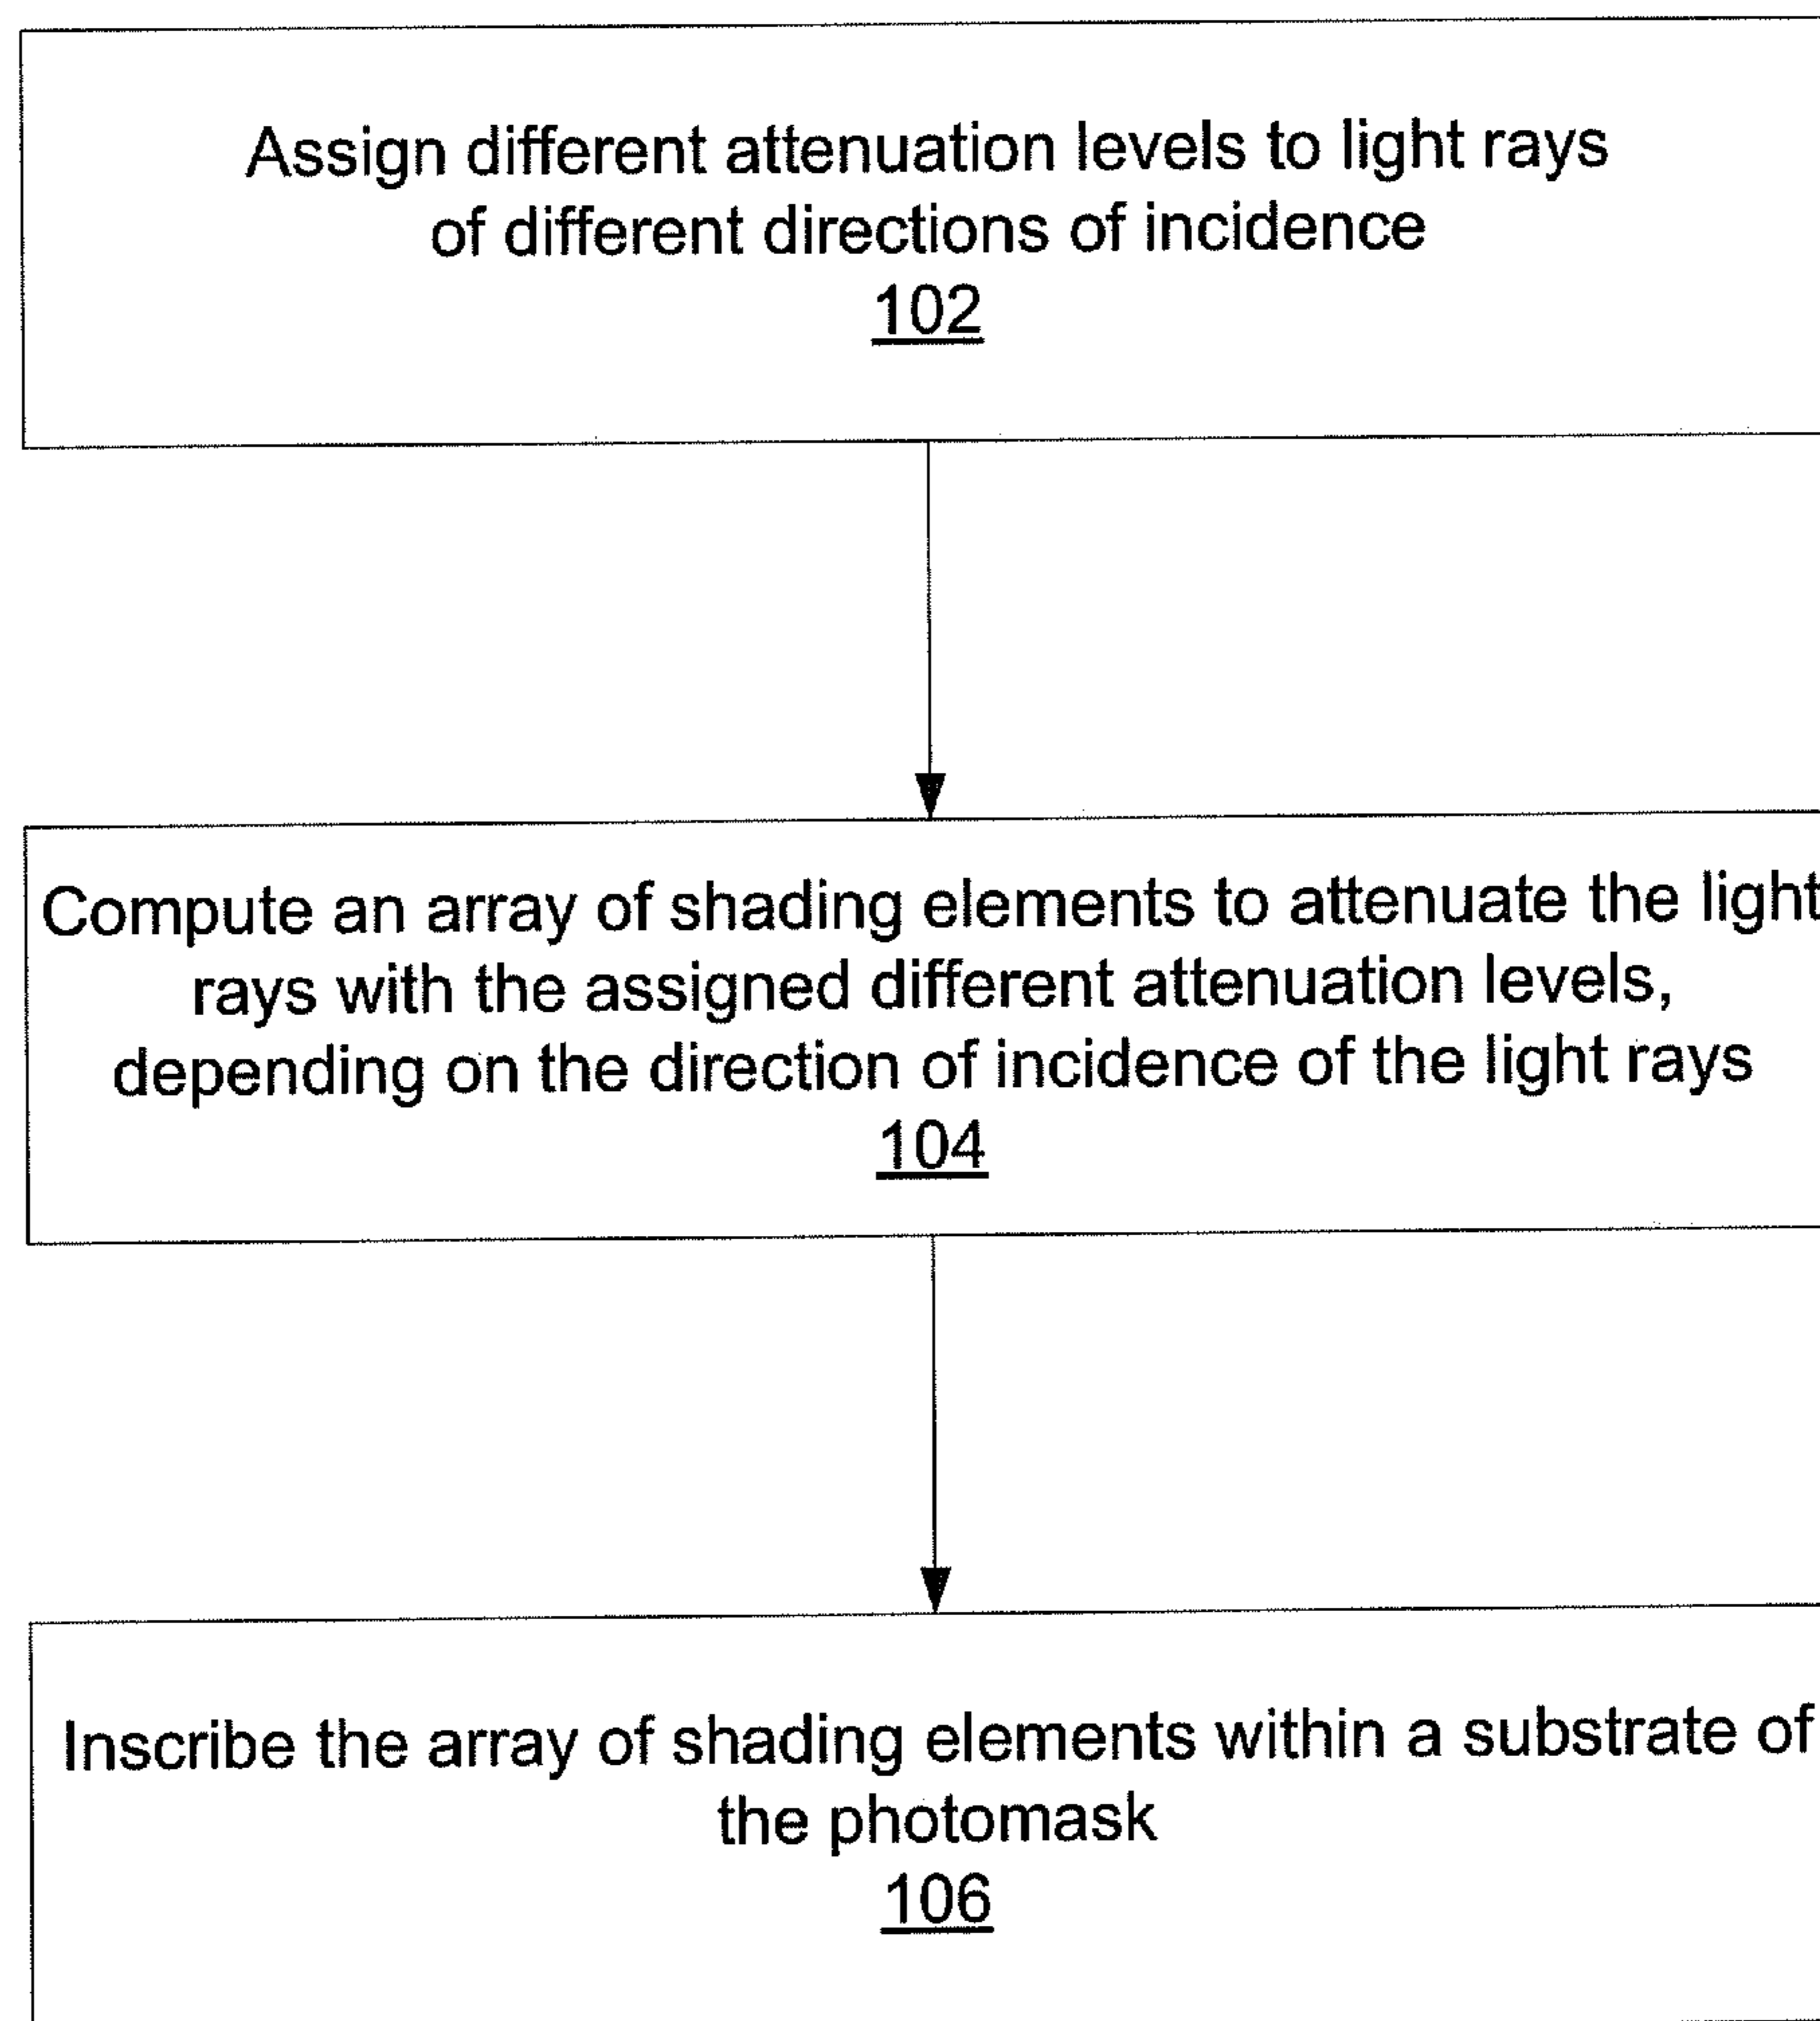 Assign different attenuation levels to light rays
of different directions of incidence
102
Compute an array of shading elements to attenuate the light
rays with the assigned different attenuation levels,
depending on the direction of incidence of the light rays
104
Inscribe the array of shading elements within a substrate of
the photomask
106